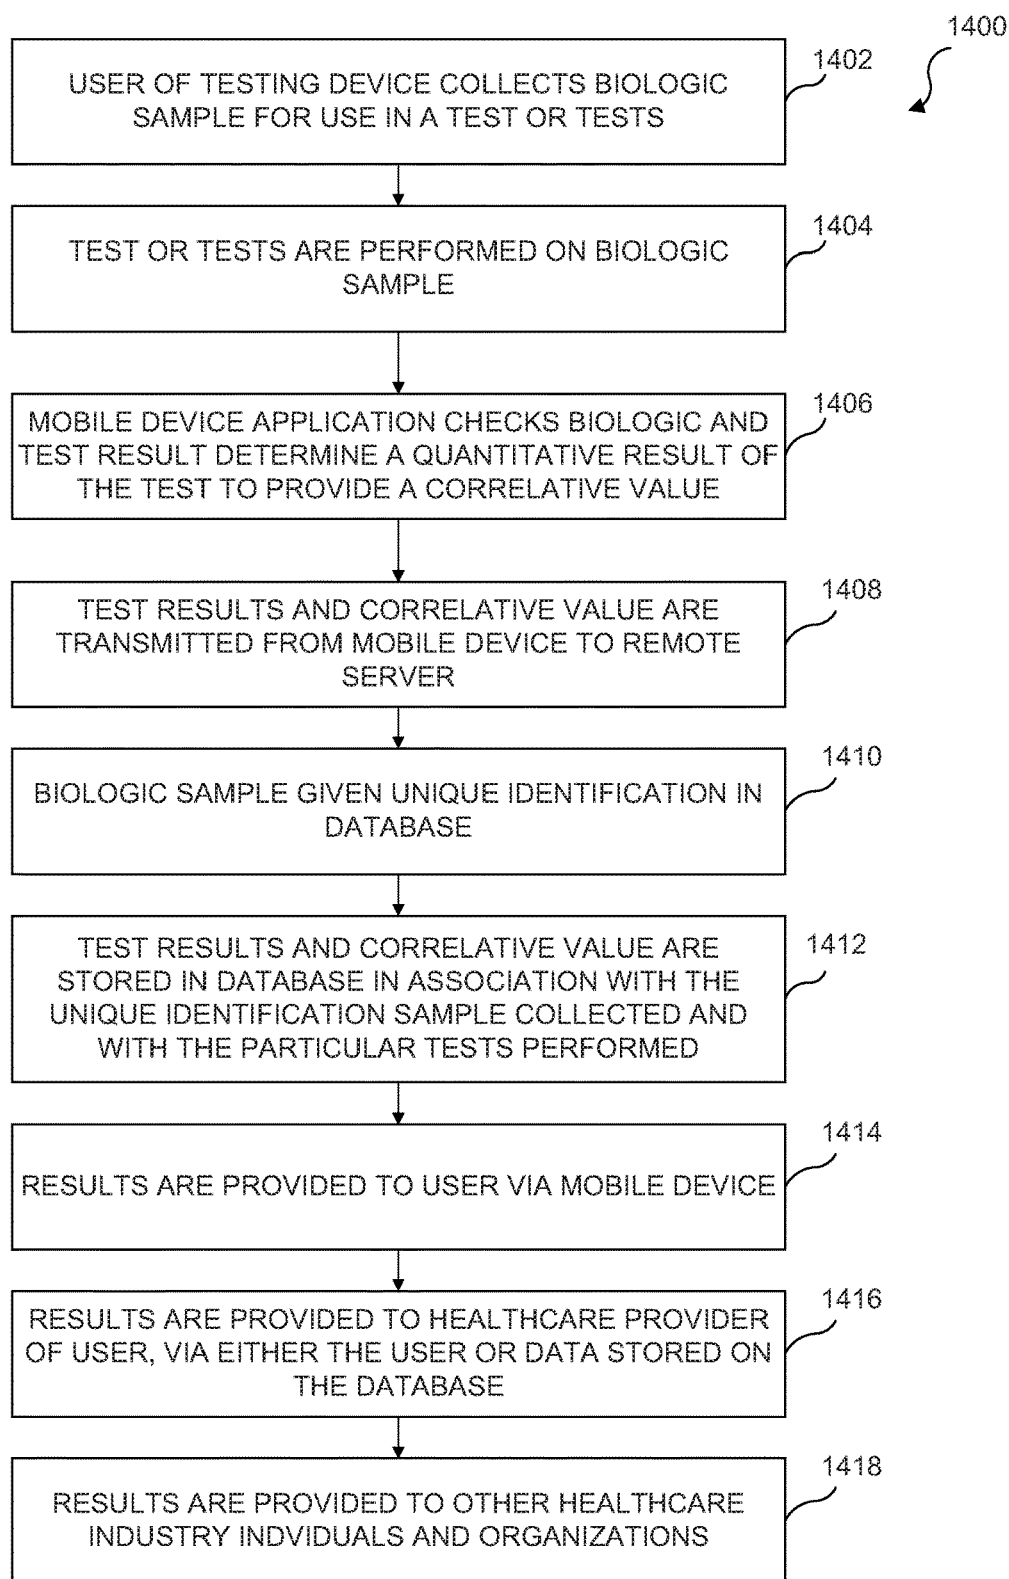 1400
1402
USER OF TESTING DEVICE COLLECTS BIOLOGIC
SAMPLE FOR USE IN A TEST OR TESTS
1404
TEST OR TESTS ARE PERFORMED ON BIOLOGIC
SAMPLE
1406
MOBILE DEVICE APPLICATION CHECKS BIOLOGIC AND
TEST RESULT DETERMINE A QUANTITATIVE RESULT OF
THE TEST TO PROVIDE A CORRELATIVE VALUE
1408
TEST RESULTS AND CORRELATIVE VALUE ARE
TRANSMITTED FROM MOBILE DEVICE TO REMOTE
SERVER
1410
BIOLOGIC SAMPLE GIVEN UNIQUE IDENTIFICATION IN
DATABASE
1412
TEST RESULTS AND CORRELATIVE VALUE ARE
STORED IN DATABASE IN ASSOCIATION WITH THE
UNIQUE IDENTIFICATION SAMPLE COLLECTED AND
WITH THE PARTICULAR TESTS PERFORMED
1414
RESULTS ARE PROVIDED TO USER VIA MOBILE DEVICE
1416
RESULTS ARE PROVIDED TO HEALTHCARE PROVIDER
OF USER, VIA EITHER THE USER OR DATA STORED ON
THE DATABASE
1418
RESULTS ARE PROVIDED TO OTHER HEALTHCARE
INDUSTRY INDVIDUALS AND ORGANIZATIONS